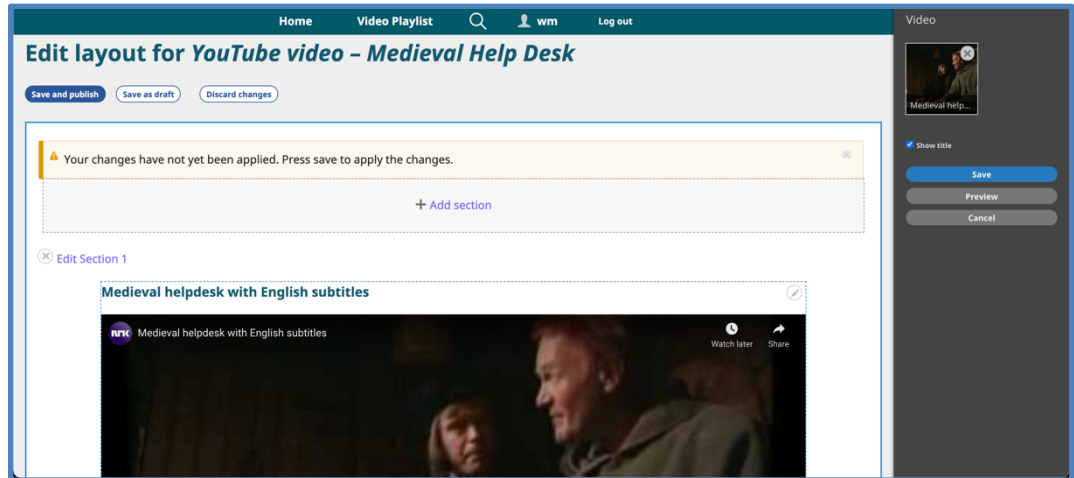 Home Video Playlist wm Log out
Edit layout for YouTube video – Medieval Help Desk
Save and publish Save as draft Discard changes
Your changes have not yet been applied. Press save to apply the changes.
+ Add section
Edit Section 1
Medieval helpdesk with English subtitles
NRK Medieval helpdesk with English subtitles
Watch later Share
Video
Medieval help...
Show title
Save
Preview
Cancel